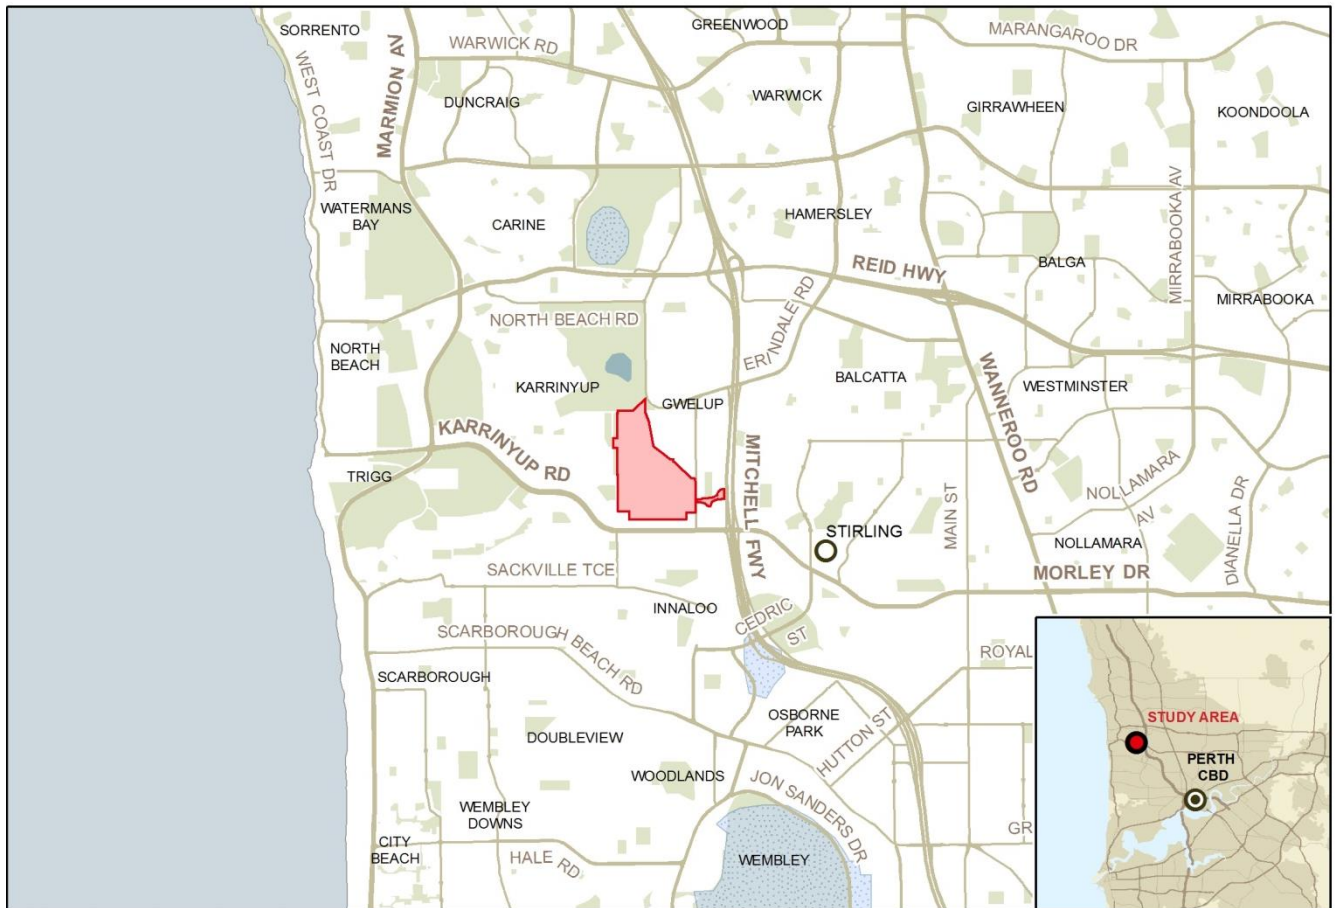 SORRENTO
GREENWOOD
MARANGAROO DR
WARWICK RD
MARMION AV
WEST COAST DR
DUNCRAIG
WARWICK
GIRRAWHEEN
KOONDOOLA
WATERMANS
BAY
CARINE
HAMERSLEY
MIRRABOOKA AV
REID HWY
BALGA
MIRRABOOKA
NORTH BEACH RD
ERINDALE RD
NORTH
BEACH
KARRINYUP
GWELUP
BALCATTA
WANNEROO RD
WESTMINSTER
KARRINYUP RD
MITCHELL FWY
TRIGG
NOLLAMARA
AV
DIANELLA DR
MAIN ST
STIRLING
NOLLAMARA
MORLEY DR
SACKVILLE TCE
INNALOO
CEDRIC
ST
SCARBOROUGH BEACH RD
ROYAL
SCARBOROUGH
OSBORNE
PARK
HUTTON ST
DOUBLEVIEW
WOODLANDS
JON SANDERS DR
WEMBLEY
DOWNS
CITY
BEACH
HALE RD
WEMBLEY
GR
STUDY AREA
PERTH
CBD